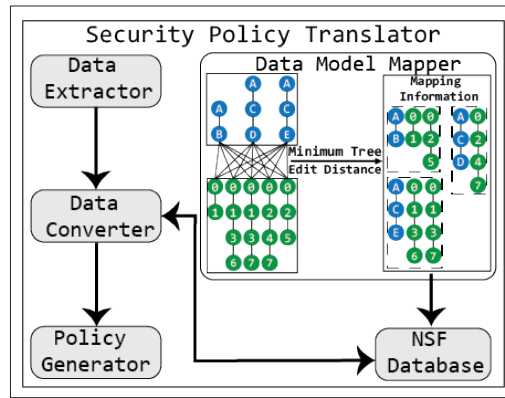 Security Policy Translator
Data
Extractor
Data
Converter
Policy
Generator
Data Model Mapper
A A
A C C
B D E
0 0 0 0 0
1 1 1 2 2
3 3 4 5
6 7 7
Minimum Tree
Edit Distance
Mapping
Information
A 0 0
B 1 2
5
A 0
C 2
D 4
7
A 0 0
C 1 1
E 3 3
6 7
NSF
Database